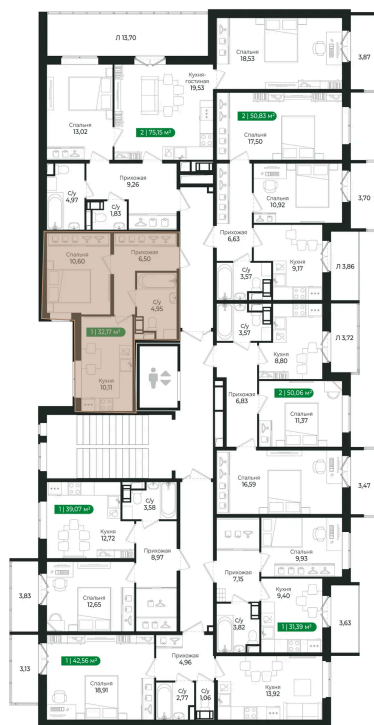 Л 13,70
Спальня
18,53
3,87
Кухня-
гостиная
19,53
Спальня
13,02
2 | 75,15 м²
2 | 50,83 м²
Спальня
17,50
Прихожая
9,26
С/у
4,97
С/у
1,83
Спальня
10,92
3,70
Прихожая
6,63
Кухня
9,17
Л 3,86
С/у
3,57
Спальня
10,60
Прихожая
6,50
С/у
4,95
1 | 32,17 м²
Кухня
10,11
С/у
3,57
Кухня
8,80
Л 3,72
Прихожая
6,83
2 | 50,06 м²
Спальня
11,37
Спальня
16,59
3,47
1 | 39,07 м²
Кухня
12,72
С/у
3,58
Прихожая
8,97
Спальня
9,93
Прихожая
7,15
Кухня
9,40
3,83
Спальня
12,65
С/у
3,82
1 | 31,39 м²
3,63
3,13
1 | 42,56 м²
Спальня
18,91
Прихожая
4,96
С/у
2,77
С/у
1,06
Кухня
13,92